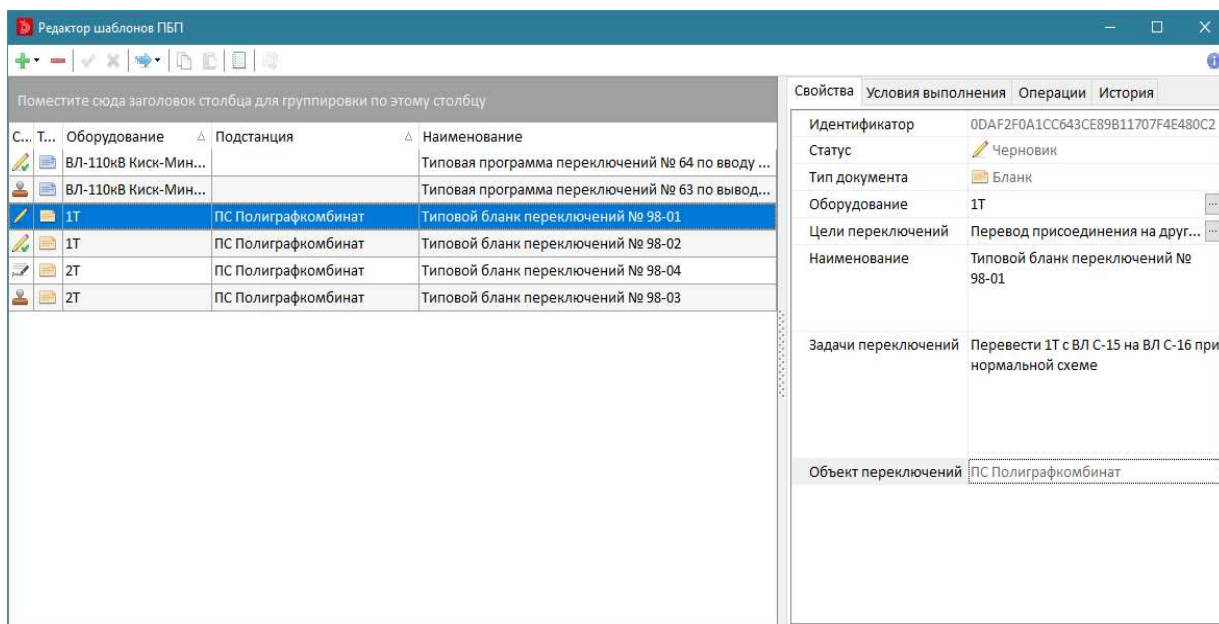 Редактор шаблонов ПБП
Поместите сюда заголовок столбца для группировки по этому столбцу
С... Т... Оборудование Подстанция Наименование
ВЛ-110кВ Киск-Мин... Типовая программа переключений № 64 по вводу ...
ВЛ-110кВ Киск-Мин... Типовая программа переключений № 63 по вывод...
1Т ПС Полиграфкомбинат Типовой бланк переключений № 98-01
1Т ПС Полиграфкомбинат Типовой бланк переключений № 98-02
2Т ПС Полиграфкомбинат Типовой бланк переключений № 98-04
2Т ПС Полиграфкомбинат Типовой бланк переключений № 98-03
Свойства Условия выполнения Операции История
Идентификатор 0DAF2F0A1CC643CE89B11707F4E480C2
Статус Черновик
Тип документа Бланк
Оборудование 1Т ...
Цели переключений Перевод присоединения на друг... ...
Наименование Типовой бланк переключений №
98-01
Задачи переключений Перевести 1Т с ВЛ С-15 на ВЛ С-16 при
нормальной схеме
Объект переключений ПС Полиграфкомбинат